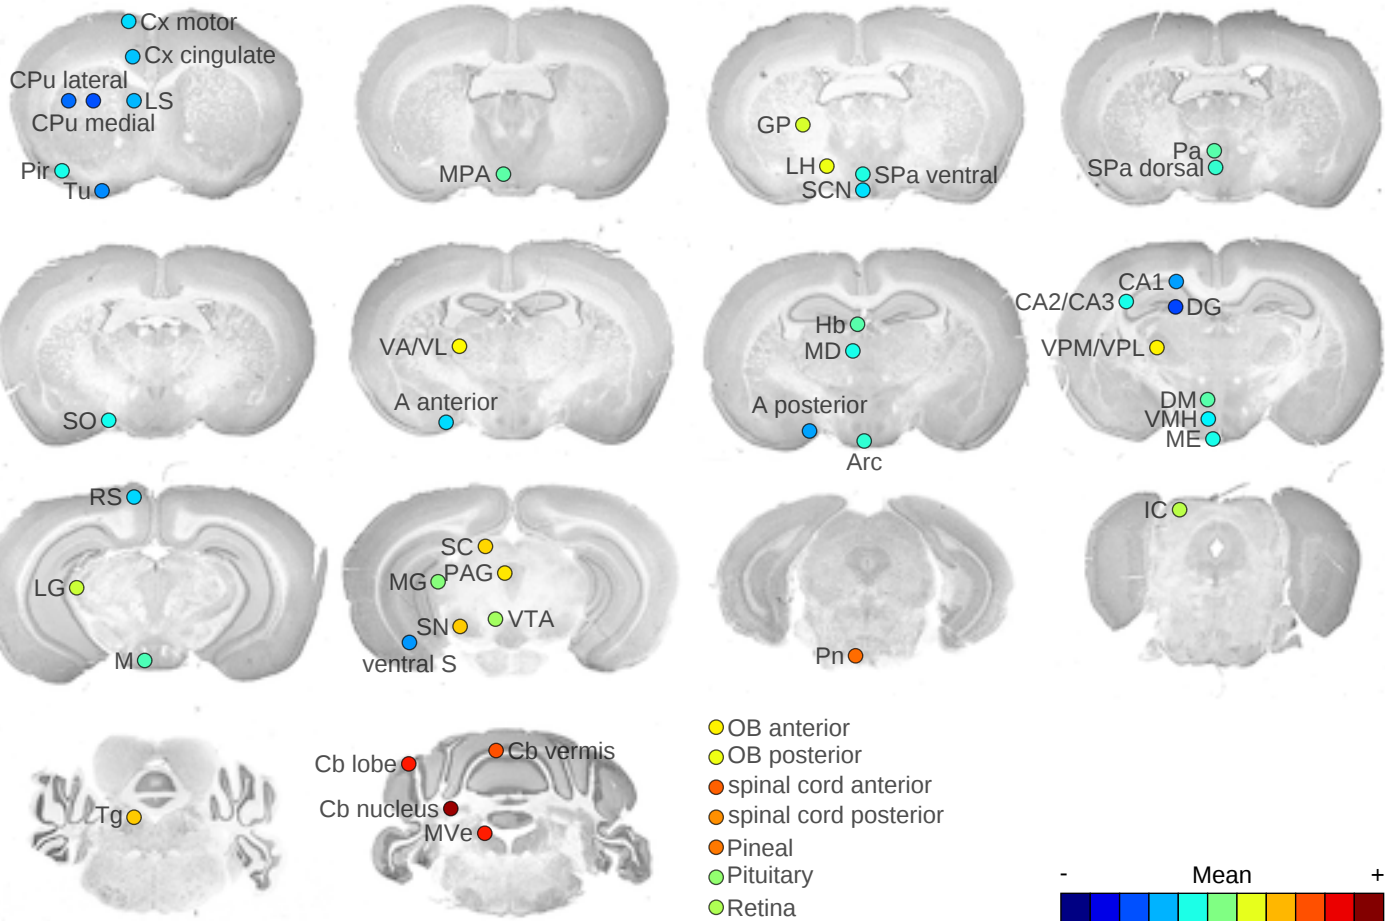 Cx motor
Cx cingulate
CPu lateral
LS
CPu medial
Pir
Tu
MPA
GP
LH
SPa ventral
SCN
Pa
SPa dorsal
SO
VA/VL
A anterior
Hb
MD
A posterior
Arc
CA1
CA2/CA3
DG
VPM/VPL
DM
VMH
ME
RS
LG
M
SC
PAG
MG
SN
VTA
ventral S
Pn
IC
Tg
Cb lobe
Cb vermis
Cb nucleus
MVe
OB anterior
OB posterior
spinal cord anterior
spinal cord posterior
Pineal
Pituitary
Retina
- Mean +